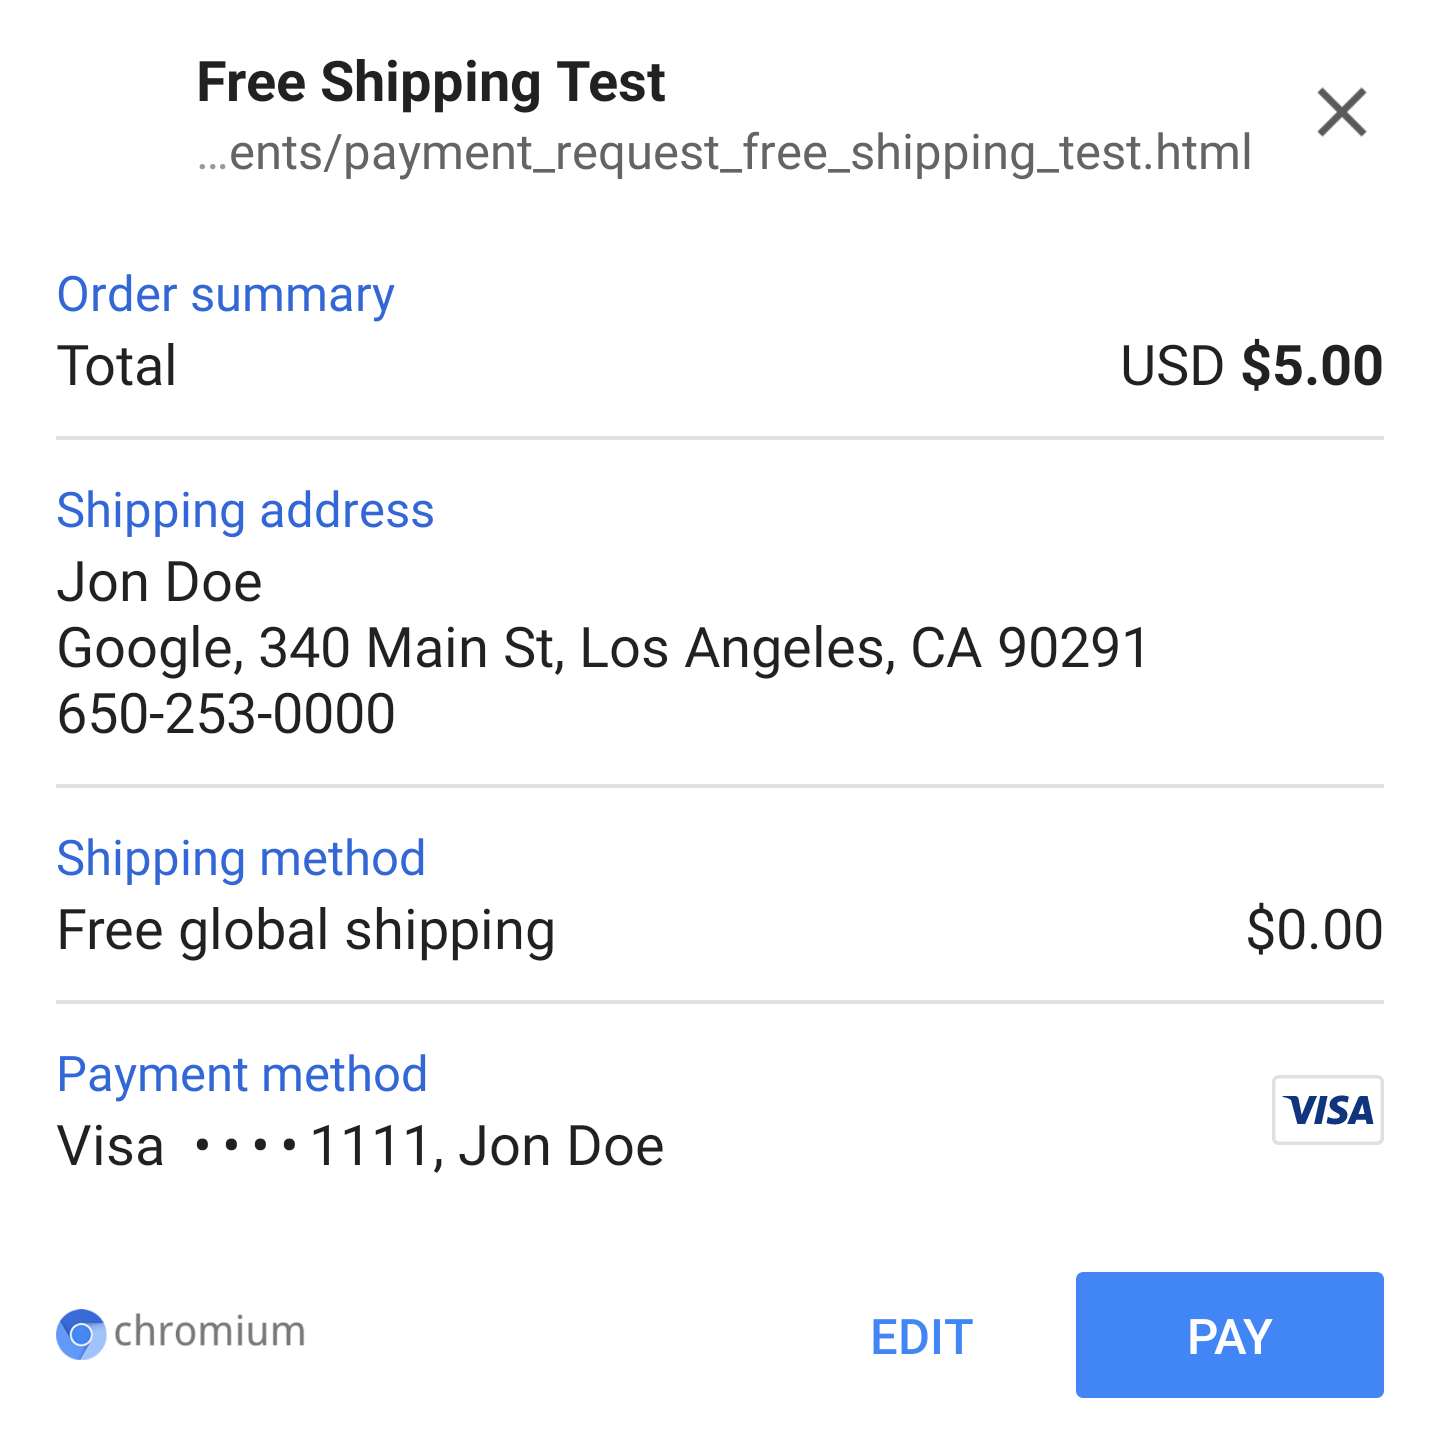 Free Shipping Test
...ents/payment_request_free_shipping_test.html
Order summary
Total USD $5.00
Shipping address
Jon Doe
Google, 340 Main St, Los Angeles, CA 90291
650-253-0000
Shipping method
Free global shipping $0.00
Payment method
VISA
Visa ••••1111, Jon Doe
chromium EDIT PAY